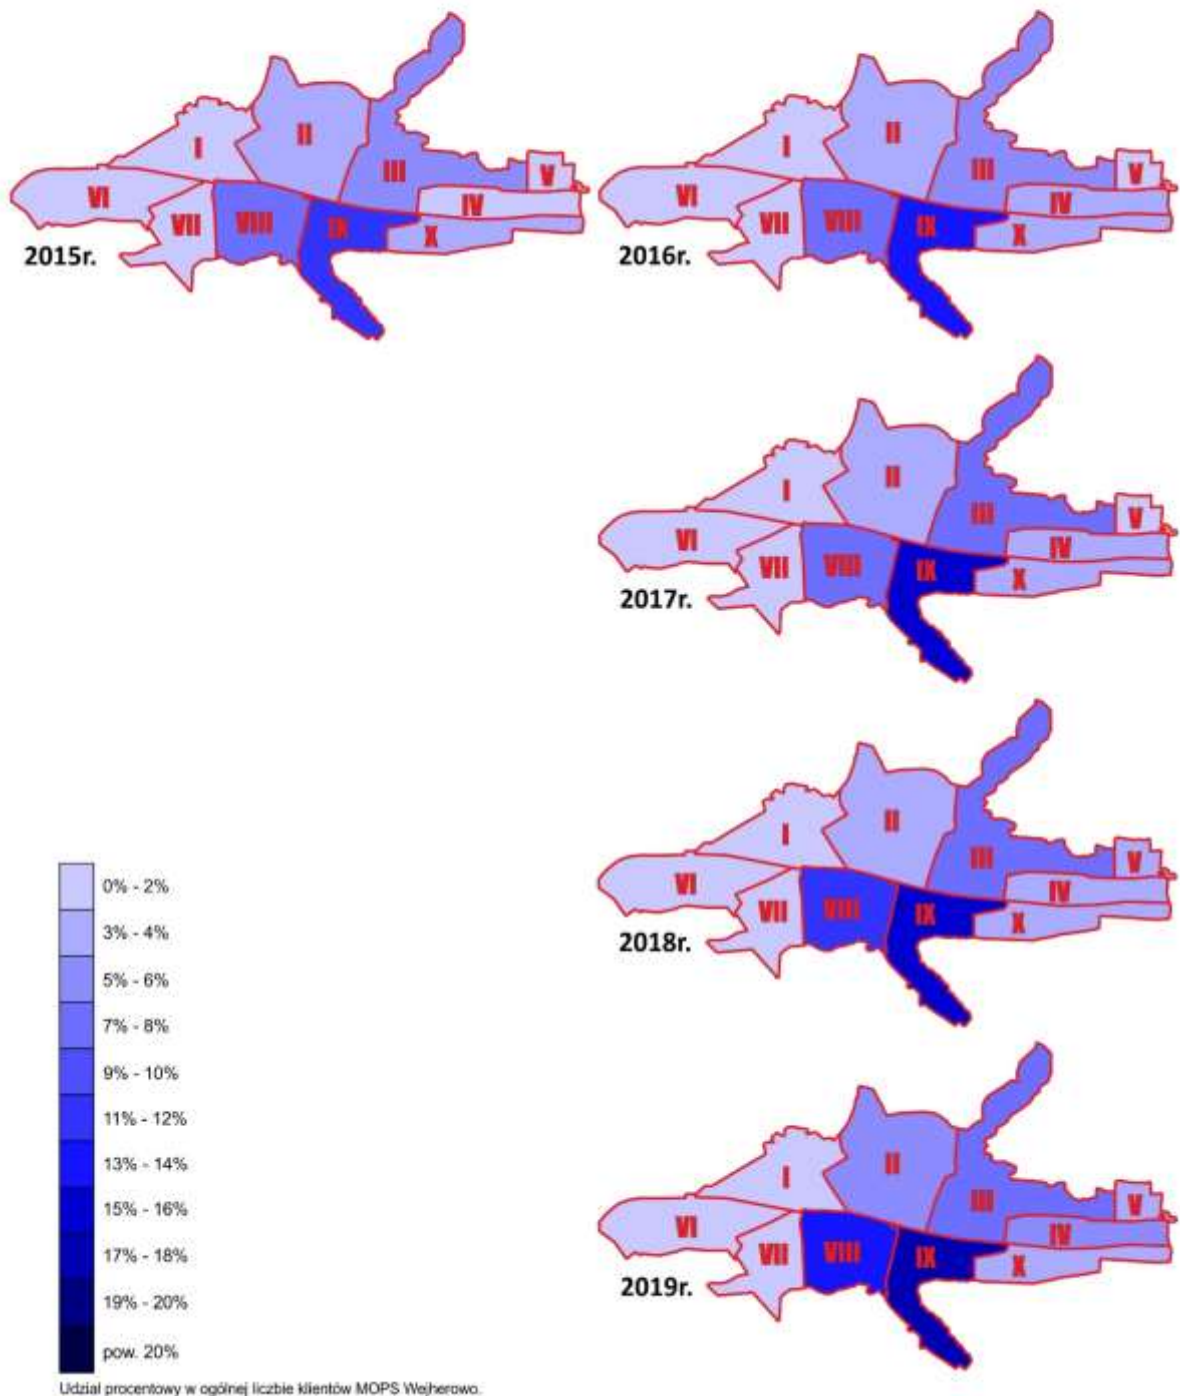 I
II
III
V
VI
VII
VIII
IX
X
IV
2015r.
I
II
III
V
VI
VII
VIII
IX
X
IV
2016r.
I
II
III
V
VI
VII
VIII
IX
X
IV
2017r.
I
II
III
V
VI
VII
VIII
IX
X
IV
2018r.
I
II
III
V
VI
VII
VIII
IX
X
IV
2019r.
0% - 2%
3% - 4%
5% - 6%
7% - 8%
9% - 10%
11% - 12%
13% - 14%
15% - 16%
17% - 18%
19% - 20%
pow. 20%
Udział procentowy w ogólnej liczbie klientów MOPS Wejherowo.